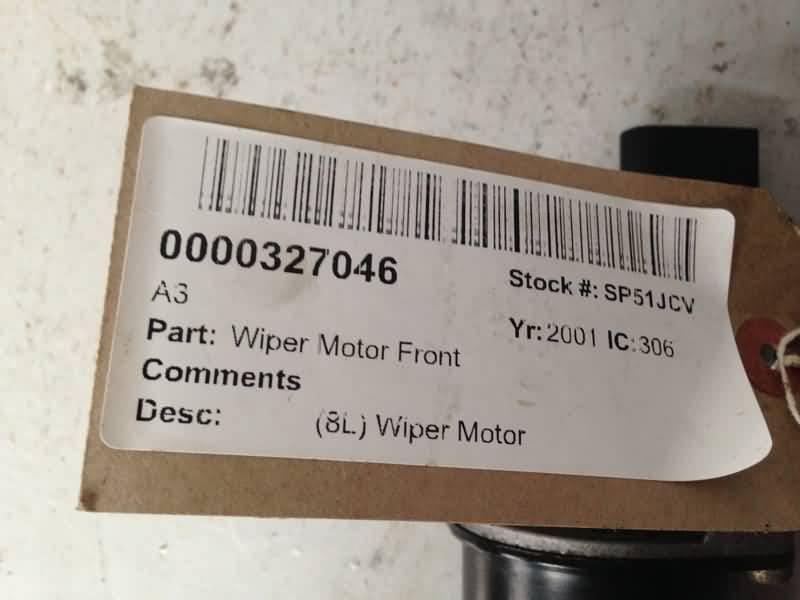 0000327046
Stock #: SP51JCV
A3
Yr: 2001 IC: 306
Part: Wiper Motor Front
Comments
Desc: (8L) Wiper Motor